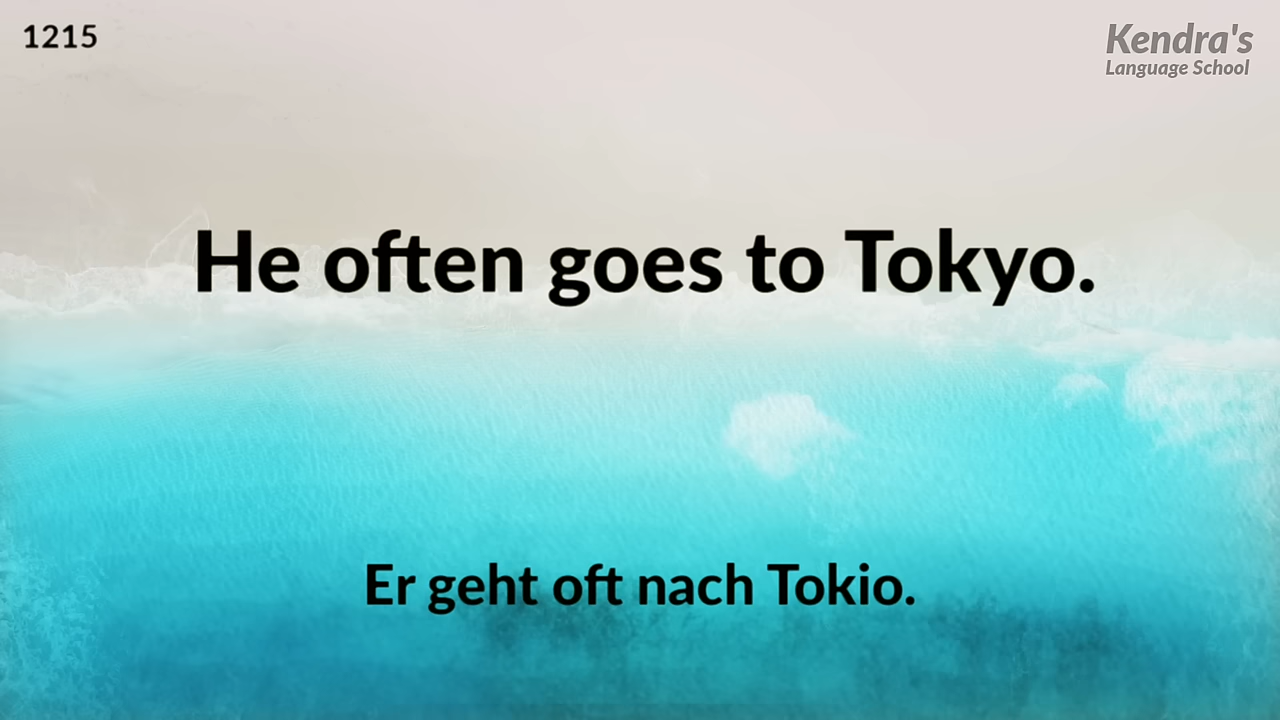 1215
Kendra's
Language School
He often goes to Tokyo.
Er geht oft nach Tokio.